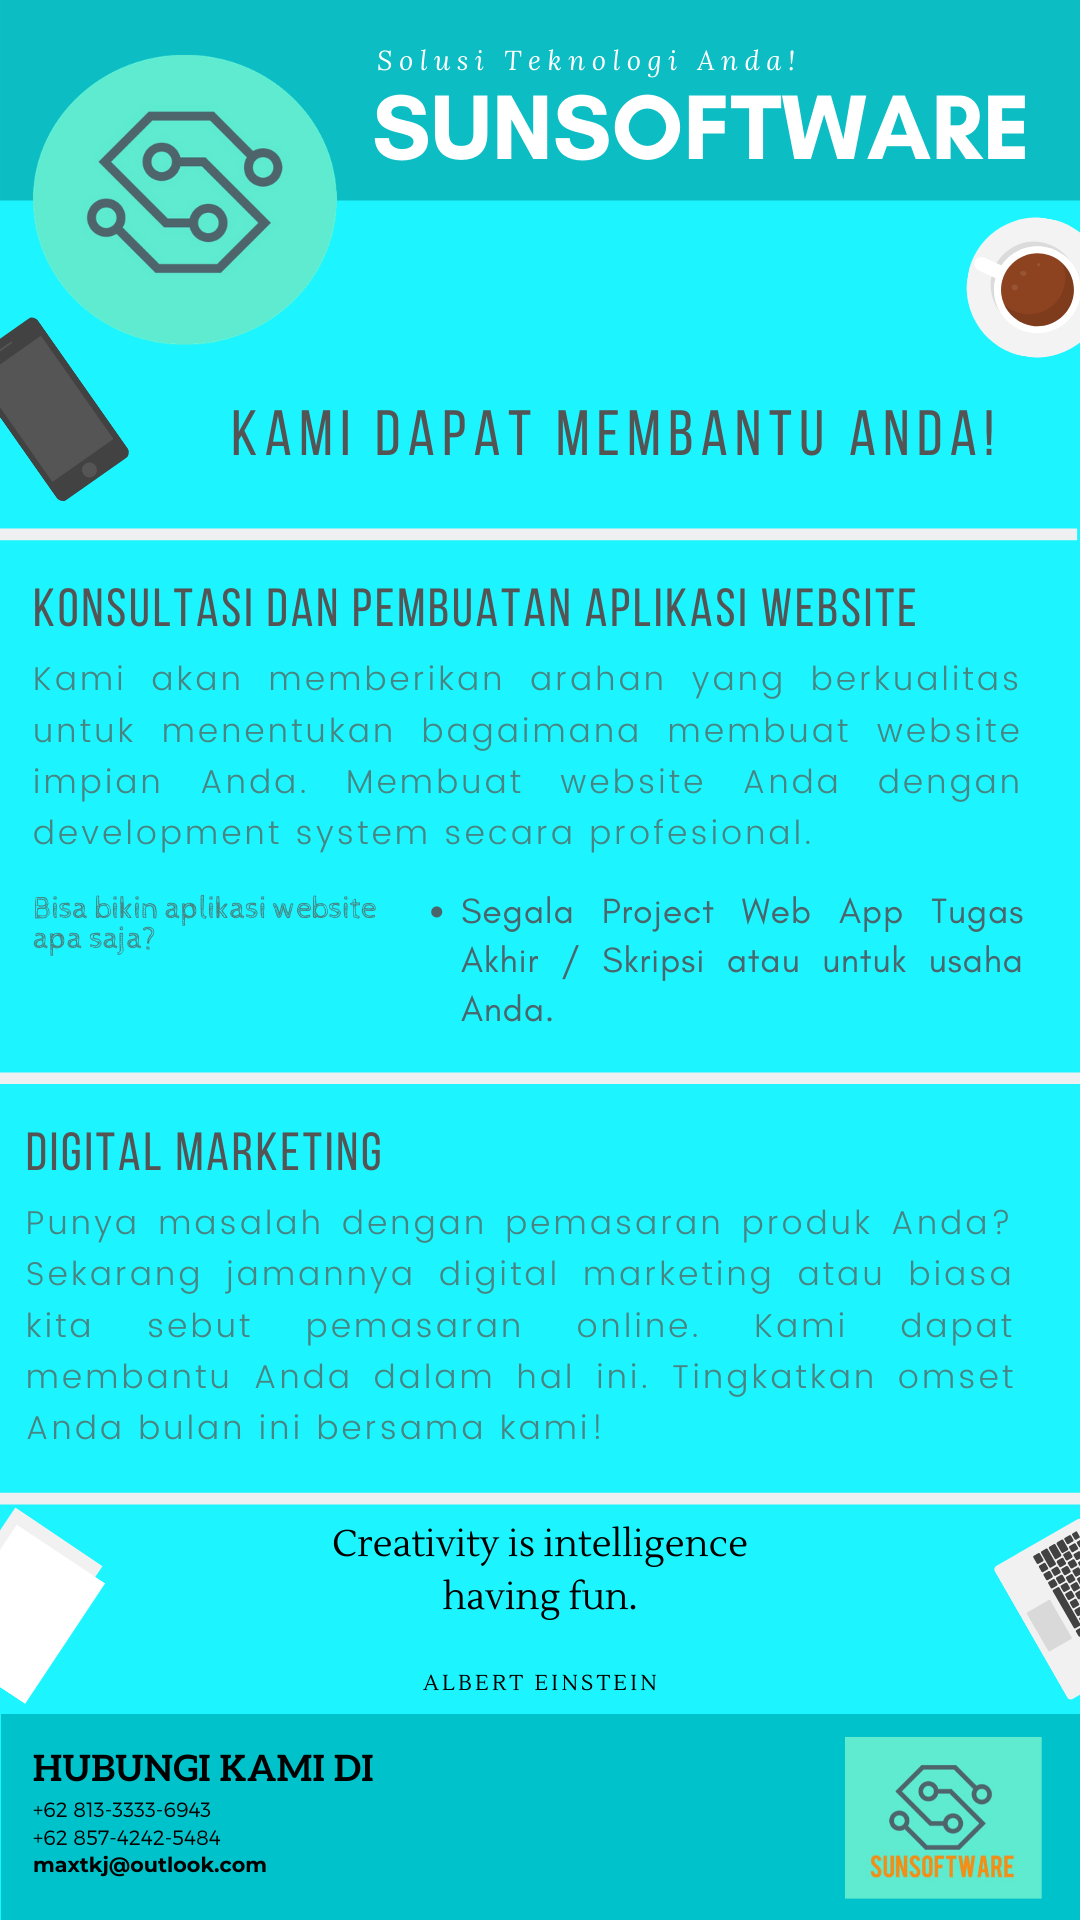 Solusi Teknologi Anda!
SUNSOFTWARE
KAMI DAPAT MEMBANTU ANDA!
KONSULTASI DAN PEMBUATAN APLIKASI WEBSITE
Kami akan memberikan arahan yang berkualitas
untuk menentukan bagaimana membuat website
impian Anda. Membuat website Anda dengan
development system secara profesional.
Bisa bikin aplikasi website
apa saja?
• Segala Project Web App Tugas
Akhir / Skripsi atau untuk usaha
Anda.
DIGITAL MARKETING
Punya masalah dengan pemasaran produk Anda?
Sekarang jamannya digital marketing atau biasa
kita sebut pemasaran online. Kami dapat
membantu Anda dalam hal ini. Tingkatkan omset
Anda bulan ini bersama kami!
Creativity is intelligence
having fun.
ALBERT EINSTEIN
HUBUNGI KAMI DI
+62 813-3333-6943
+62 857-4242-5484
maxtkj@outlook.com
SUNSOFTWARE